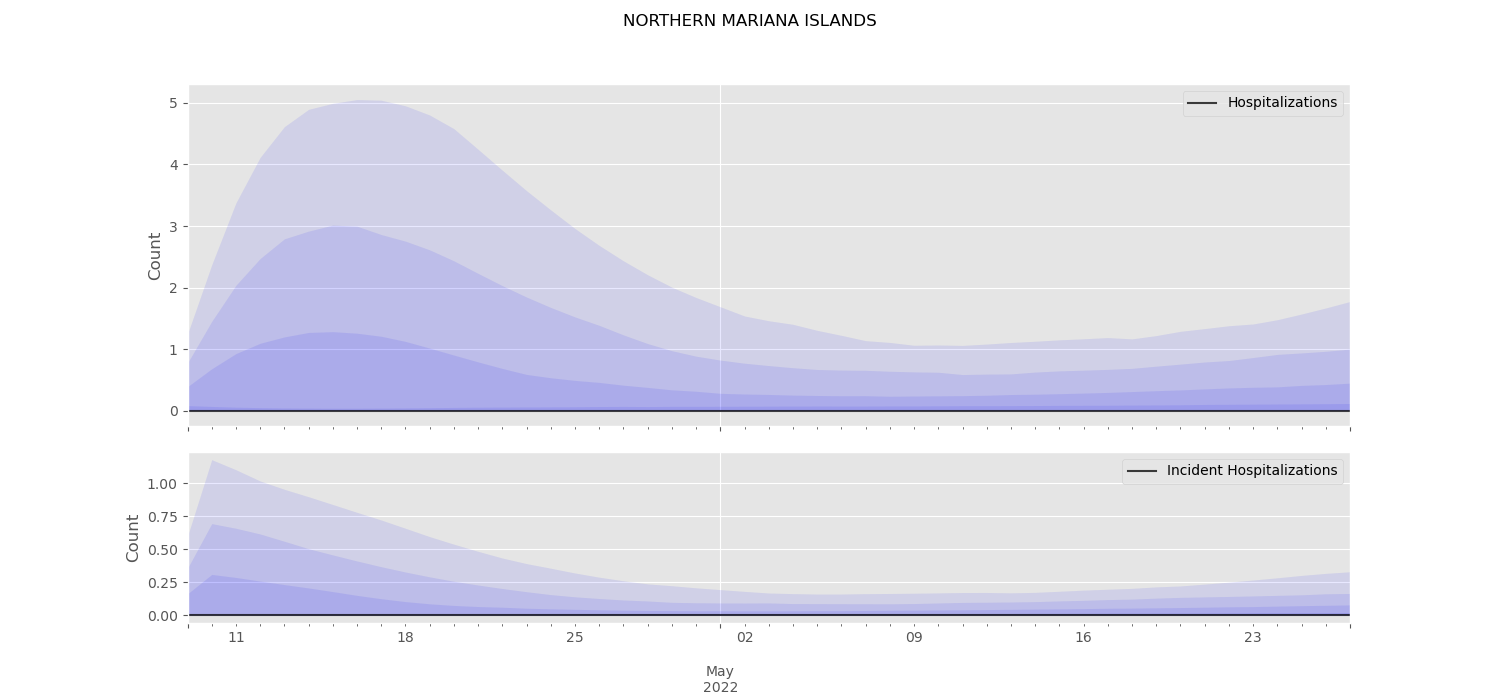 NORTHERN MARIANA ISLANDS
5
4
3
2
1
0
Count
Hospitalizations
1.00
0.75
0.50
0.25
0.00
Count
Incident Hospitalizations
11 18 25 02 09 16 23
May
2022